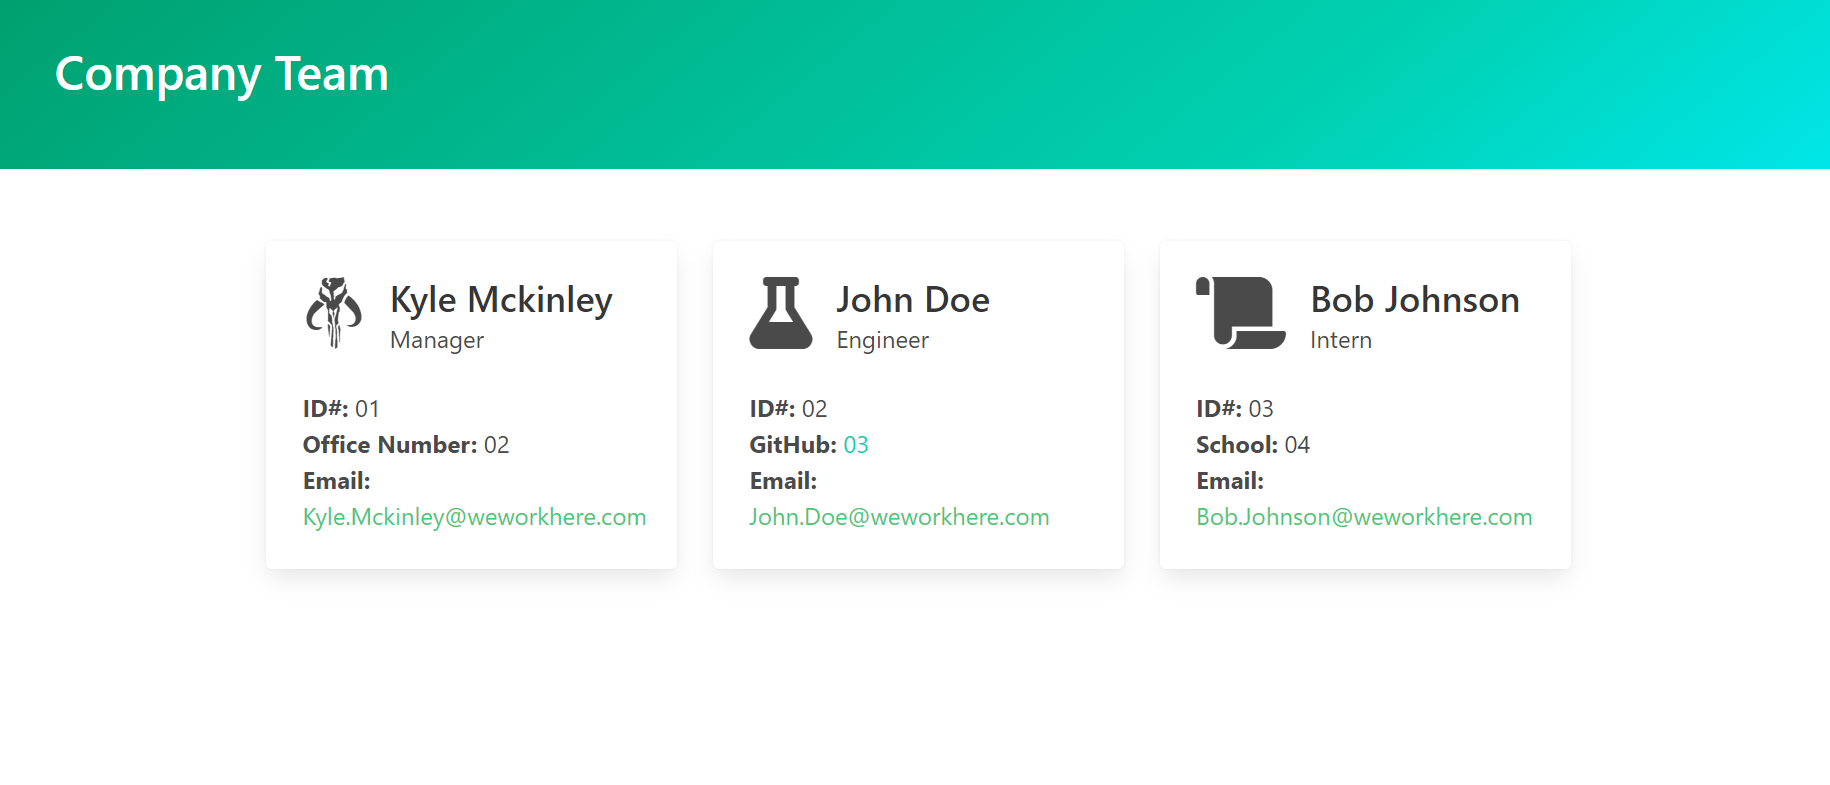 Company Team
Kyle Mckinley
Manager
ID#: 01
Office Number: 02
Email:
Kyle.Mckinley@weworkhere.com
John Doe
Engineer
ID#: 02
GitHub: 03
Email:
John.Doe@weworkhere.com
Bob Johnson
Intern
ID#: 03
School: 04
Email:
Bob.Johnson@weworkhere.com